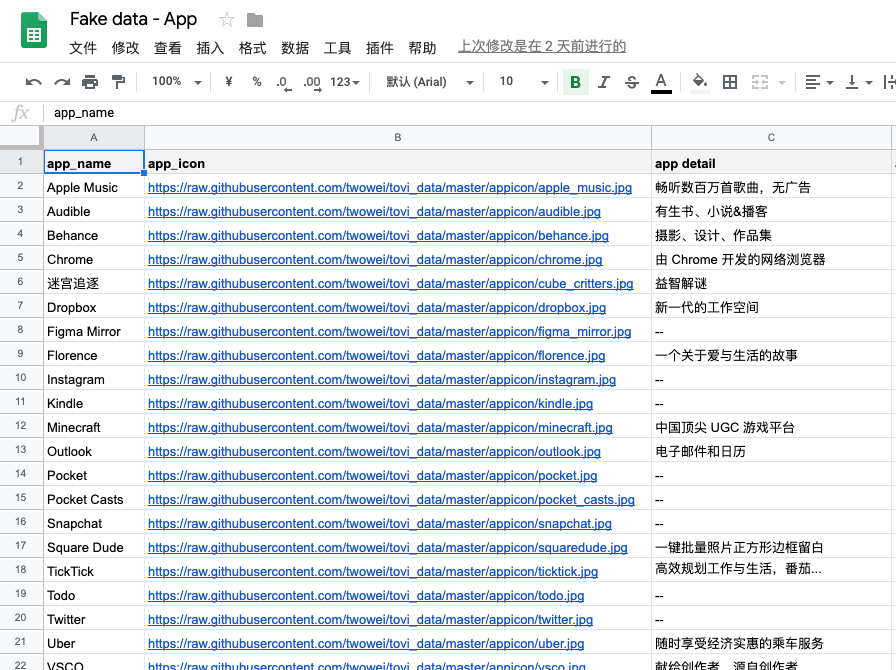 Fake data - App
文件 修改 查看 插入 格式 数据 工具 插件 帮助 上次修改是在 2 天前进行的
100% ¥ % .0 .00 123 默认 (Arial) 10 B I S A
fx app_name
A B C
1 app_name app_icon app detail
2 Apple Music https://raw.githubusercontent.com/twowei/tovi_data/master/appicon/apple_music.jpg 畅听数百万首歌曲，无广告
3 Audible https://raw.githubusercontent.com/twowei/tovi_data/master/appicon/audible.jpg 有生书、小说&播客
4 Behance https://raw.githubusercontent.com/twowei/tovi_data/master/appicon/behance.jpg 摄影、设计、作品集
5 Chrome https://raw.githubusercontent.com/twowei/tovi_data/master/appicon/chrome.jpg 由 Chrome 开发的网络浏览器
6 迷宫追逐 https://raw.githubusercontent.com/twowei/tovi_data/master/appicon/cube_critters.jpg 益智解谜
7 Dropbox https://raw.githubusercontent.com/twowei/tovi_data/master/appicon/dropbox.jpg 新一代的工作空间
8 Figma Mirror https://raw.githubusercontent.com/twowei/tovi_data/master/appicon/figma_mirror.jpg --
9 Florence https://raw.githubusercontent.com/twowei/tovi_data/master/appicon/florence.jpg 一个关于爱与生活的故事
10 Instagram https://raw.githubusercontent.com/twowei/tovi_data/master/appicon/instagram.jpg --
11 Kindle https://raw.githubusercontent.com/twowei/tovi_data/master/appicon/kindle.jpg --
12 Minecraft https://raw.githubusercontent.com/twowei/tovi_data/master/appicon/minecraft.jpg 中国顶尖 UGC 游戏平台
13 Outlook https://raw.githubusercontent.com/twowei/tovi_data/master/appicon/outlook.jpg 电子邮件和日历
14 Pocket https://raw.githubusercontent.com/twowei/tovi_data/master/appicon/pocket.jpg --
15 Pocket Casts https://raw.githubusercontent.com/twowei/tovi_data/master/appicon/pocket_casts.jpg --
16 Snapchat https://raw.githubusercontent.com/twowei/tovi_data/master/appicon/snapchat.jpg --
17 Square Dude https://raw.githubusercontent.com/twowei/tovi_data/master/appicon/squaredude.jpg 一键批量照片正方形边框留白
18 TickTick https://raw.githubusercontent.com/twowei/tovi_data/master/appicon/ticktick.jpg 高效规划工作与生活，番茄...
19 Todo https://raw.githubusercontent.com/twowei/tovi_data/master/appicon/todo.jpg --
20 Twitter https://raw.githubusercontent.com/twowei/tovi_data/master/appicon/twitter.jpg --
21 Uber https://raw.githubusercontent.com/twowei/tovi_data/master/appicon/uber.jpg 随时享受经济实惠的乘车服务
22 VSCO https://raw.githubusercontent.com/twowei/tovi_data/master/appicon/vsco.jpg 献给创作者，源自创作者